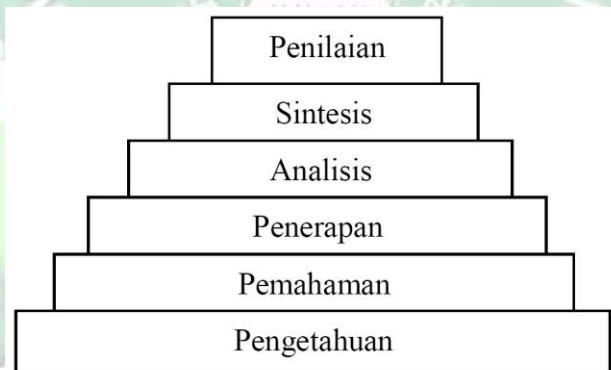 Penilaian
Sintesis
Analisis
Penerapan
Pemahaman
Pengetahuan